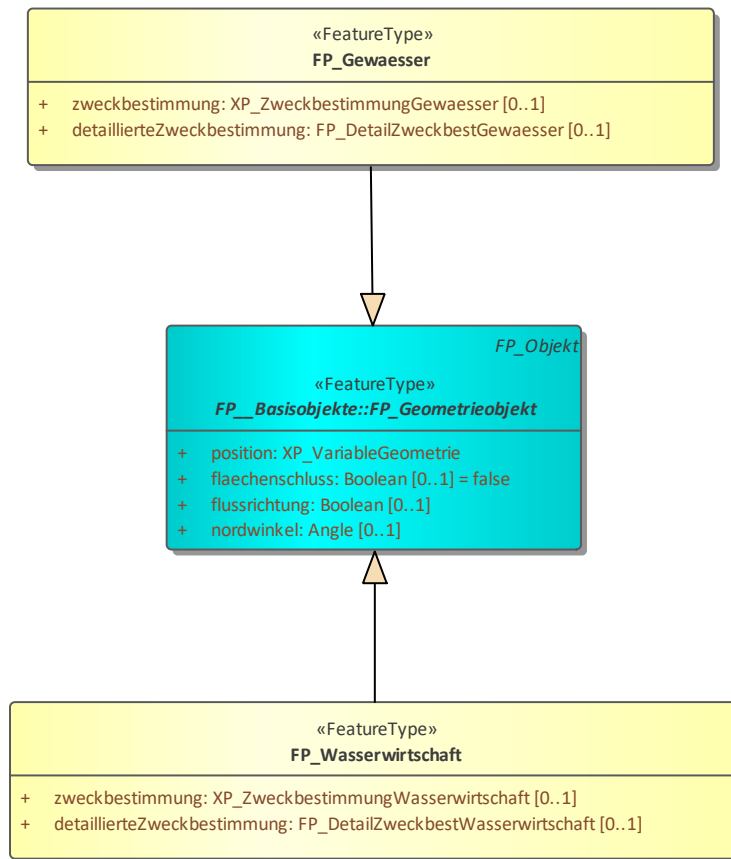 «FeatureType»
FP_Gewaesser
+ zweckbestimmung: XP_ZweckbestimmungGewaesser [0..1]
+ detaillierteZweckbestimmung: FP_DetailZweckbestGewaesser [0..1]
FP_Objekt
«FeatureType»
FP__Basisobjekte::FP_Geometrieobjekt
+ position: XP_VariableGeometrie
+ flaechenschluss: Boolean [0..1] = false
+ flussrichtung: Boolean [0..1]
+ nordwinkel: Angle [0..1]
«FeatureType»
FP_Wasserwirtschaft
+ zweckbestimmung: XP_ZweckbestimmungWasserwirtschaft [0..1]
+ detaillierteZweckbestimmung: FP_DetailZweckbestWasserwirtschaft [0..1]